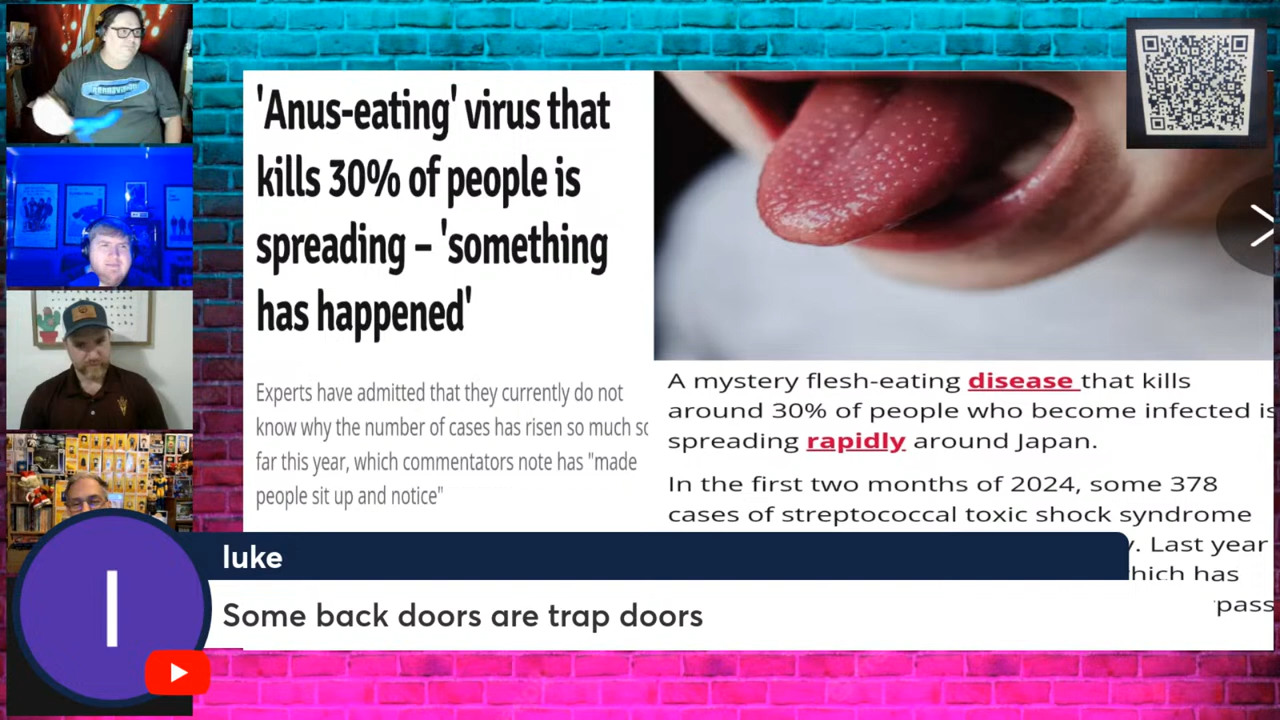 'Anus-eating' virus that
kills 30% of people is
spreading – 'something
has happened'
Experts have admitted that they currently do not
know why the number of cases has risen so much so
far this year, which commentators note has "made
people sit up and notice"
A mystery flesh-eating disease that kills
around 30% of people who become infected is
spreading rapidly around Japan.
In the first two months of 2024, some 378
cases of streptococcal toxic shock syndrome
y. Last year
which has
pass
luke
l
Some back doors are trap doors